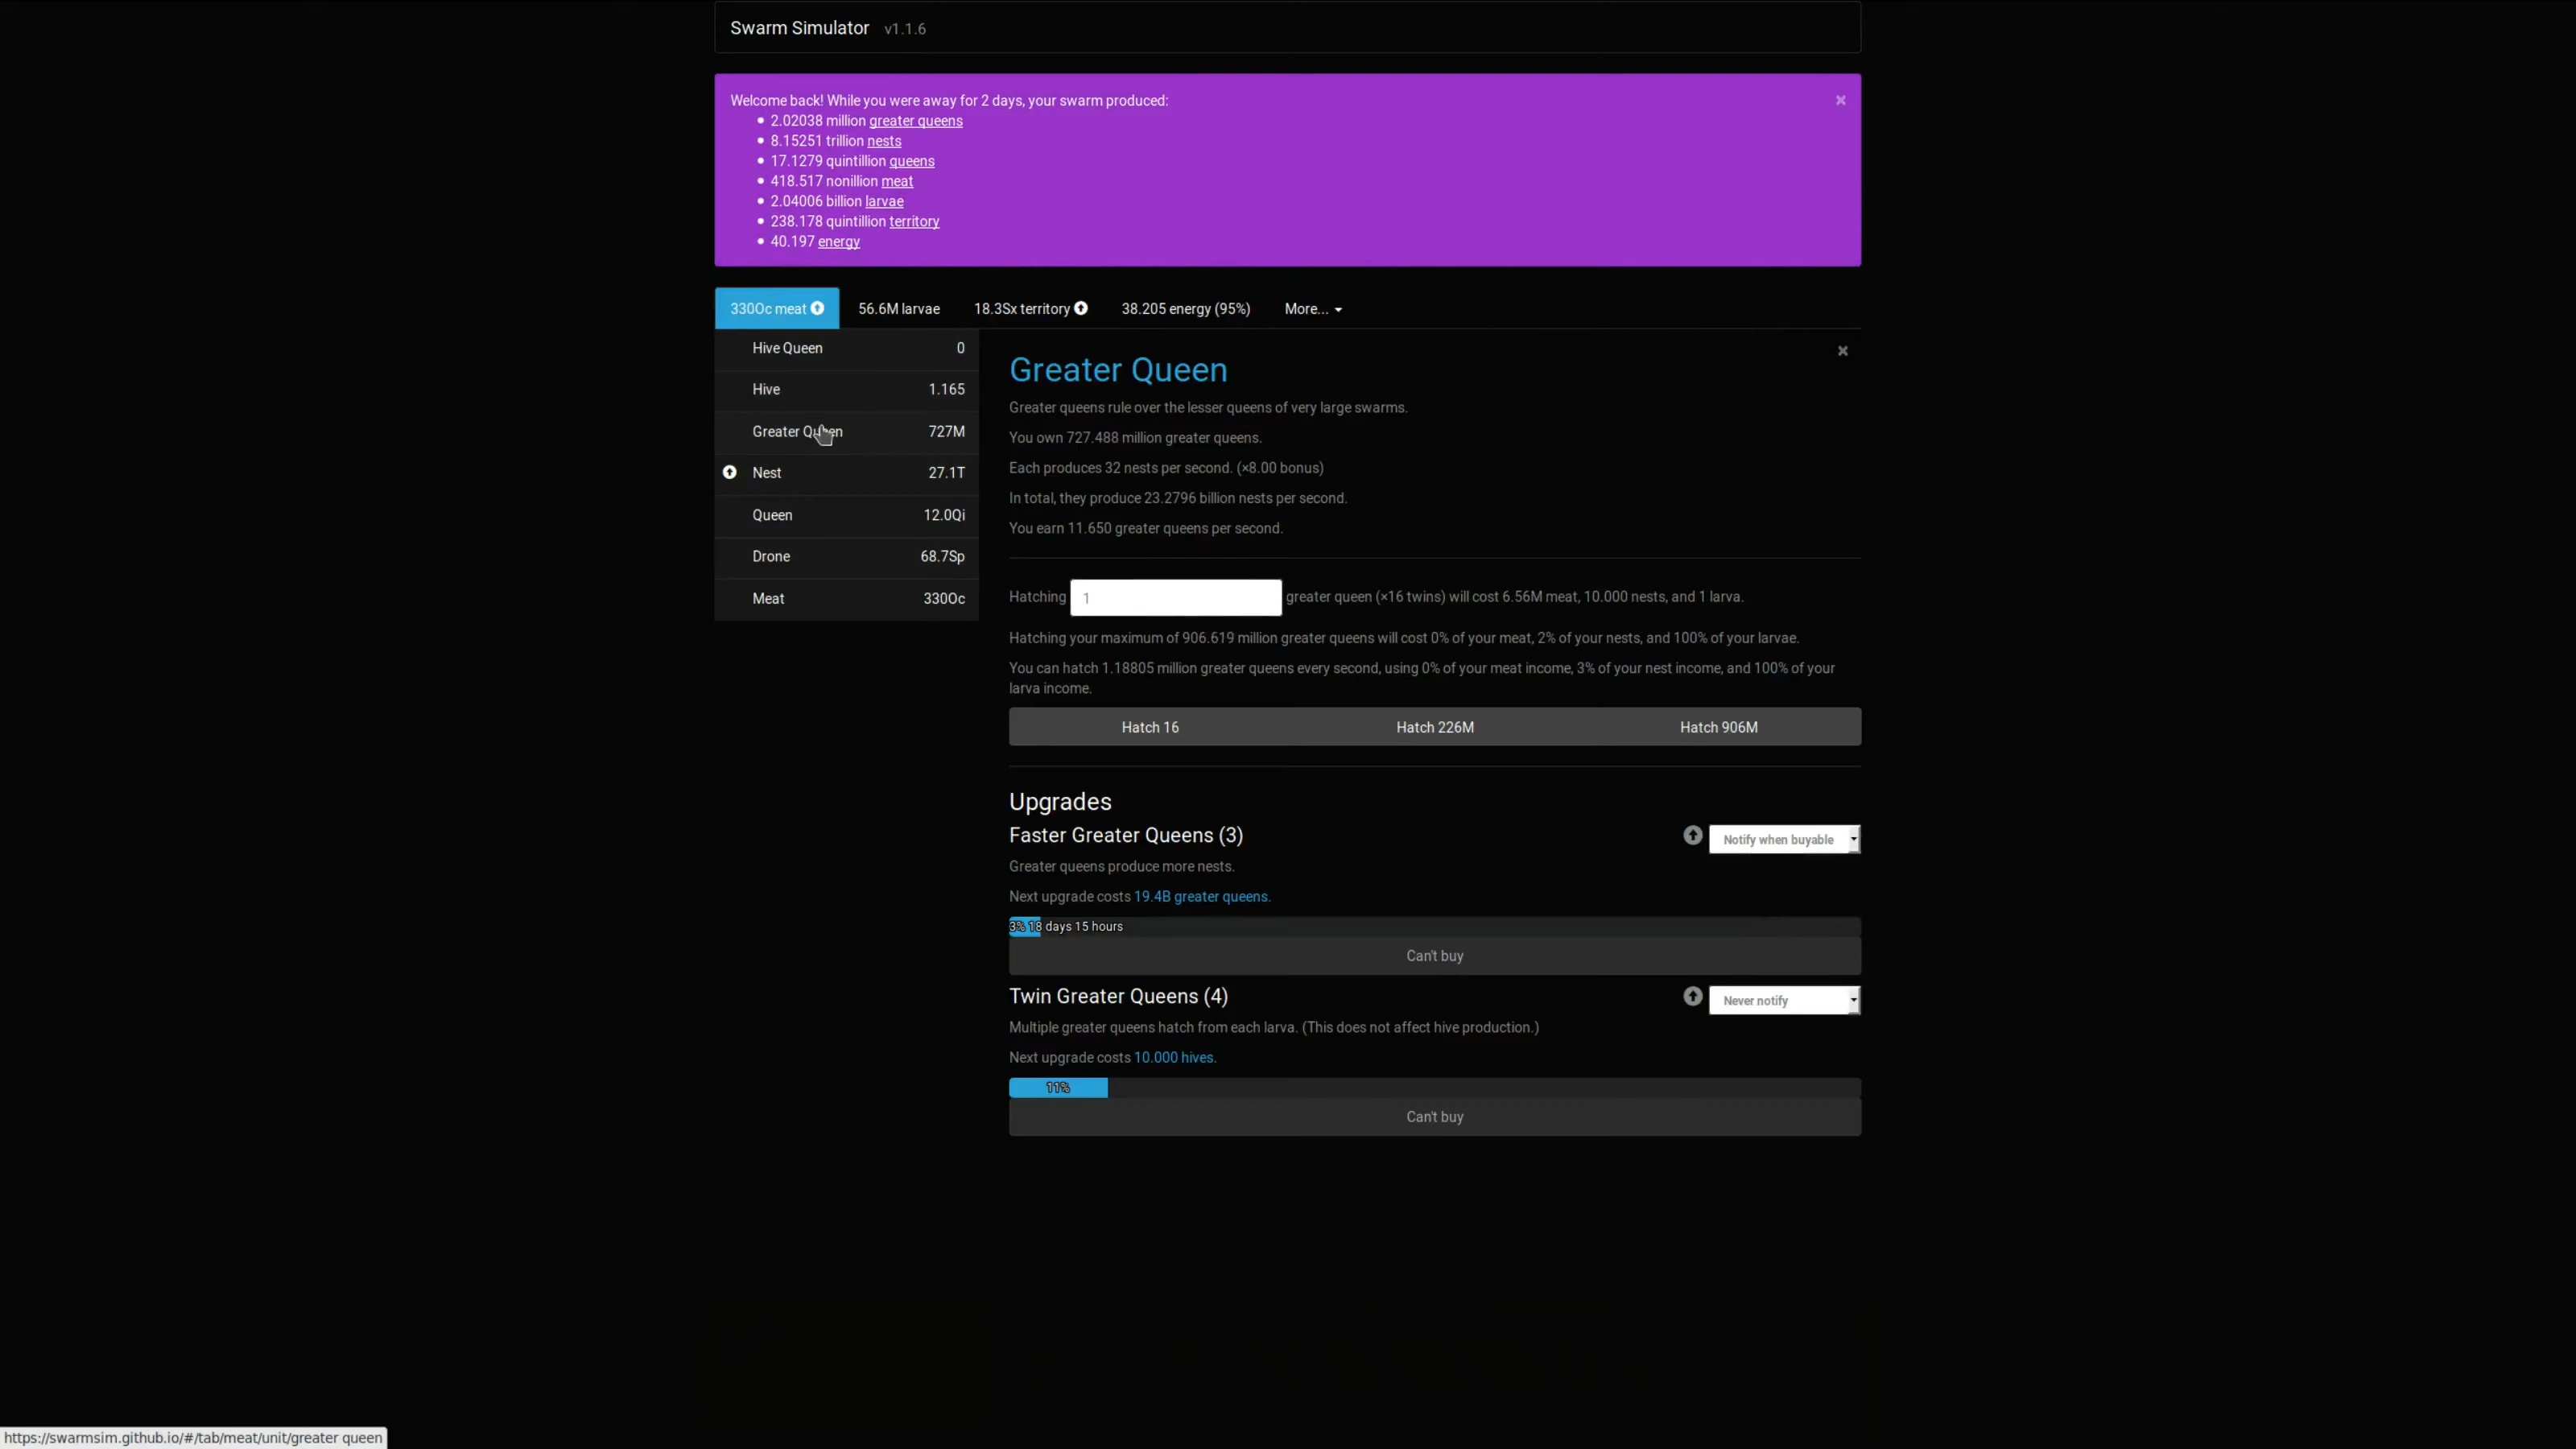 Swarm Simulator v1.1.6
Welcome back! While you were away for 2 days, your swarm produced:
2.02038 million greater queens
8.15251 trillion nests
17.1279 quintillion queens
418.517 nonillion meat
2.04006 billion larvae
238.178 quintillion territory
40.197 energy
330Oc meat 56.6M larvae 18.3Sx territory 38.205 energy (95%) More...
Hive Queen 0
Hive 1.165
Greater Queen 727M
Nest 27.1T
Queen 12.0Qi
Drone 68.7Sp
Meat 330Oc
Greater Queen
Greater queens rule over the lesser queens of very large swarms.
You own 727.488 million greater queens.
Each produces 32 nests per second. (×8.00 bonus)
In total, they produce 23.2796 billion nests per second.
You earn 11.650 greater queens per second.
Hatching 1 greater queen (×16 twins) will cost 6.56M meat, 10.000 nests, and 1 larva.
Hatching your maximum of 906.619 million greater queens will cost 0% of your meat, 2% of your nests, and 100% of your larvae.
You can hatch 1.18805 million greater queens every second, using 0% of your meat income, 3% of your nest income, and 100% of your
larva income.
Hatch 16 Hatch 226M Hatch 906M
Upgrades
Faster Greater Queens (3) Notify when buyable
Greater queens produce more nests.
Next upgrade costs 19.4B greater queens.
3% 18 days 15 hours
Can't buy
Twin Greater Queens (4) Never notify
Multiple greater queens hatch from each larva. (This does not affect hive production.)
Next upgrade costs 10.000 hives.
11%
Can't buy
https://swarmsim.github.io/#/tab/meat/unit/greater queen